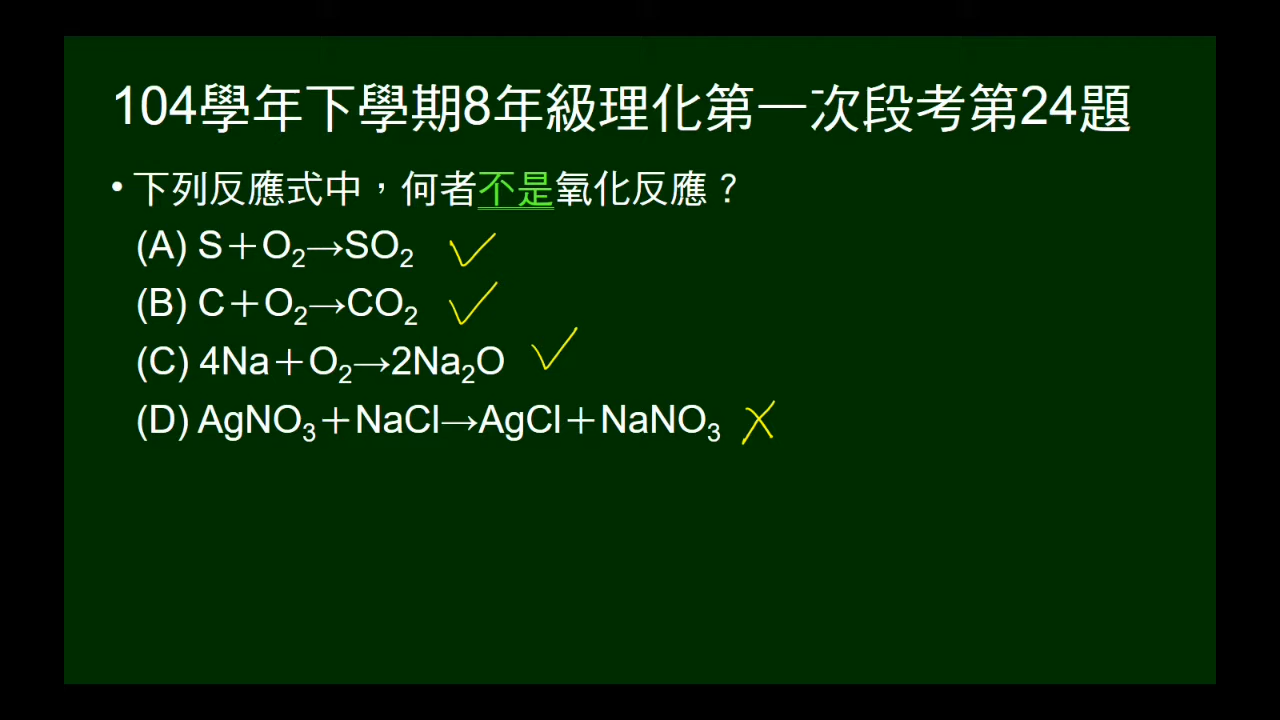 104學年下學期8年級理化第一次段考第24題
•下列反應式中，何者不是氧化反應？
(A) S＋O₂→SO₂ ✓
(B) C＋O₂→CO₂ ✓
(C) 4Na＋O₂→2Na₂O ✓
(D) AgNO₃＋NaCl→AgCl＋NaNO₃ ✗